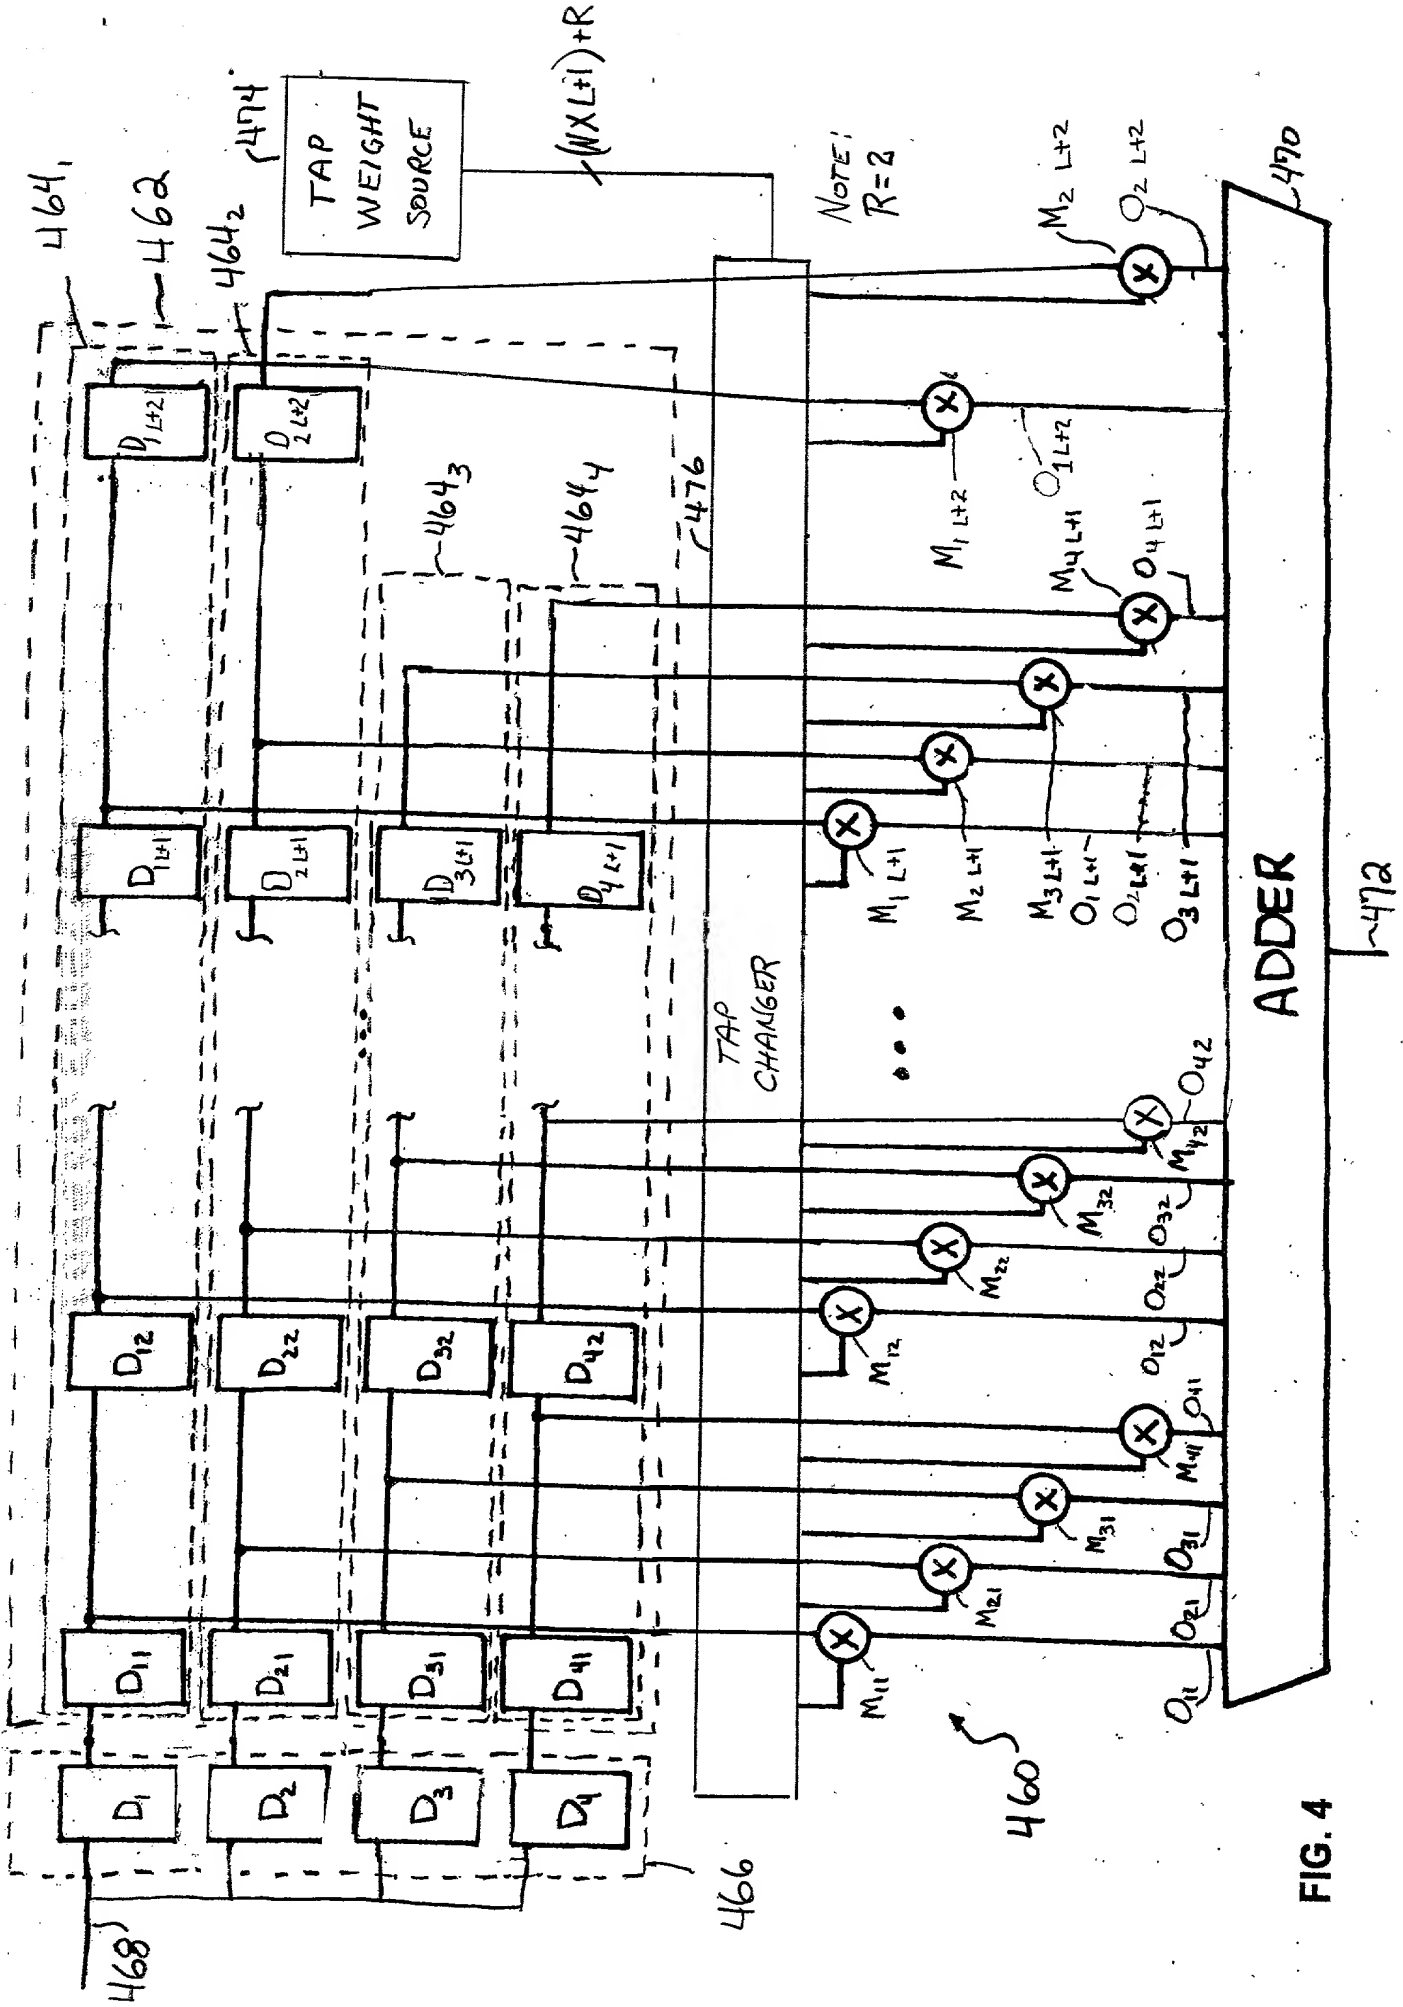 464₁
462
464₂
474
TAP
WEIGHT
SOURCE
(NXL+1)+R
NOTE:
R=2
D₁ L+2
D₂ L+2
464₃
464₄
476
D₁ L+1
D₂ L+1
D₃ L+1
D₄ L+1
D₁₂
D₂₂
D₃₂
D₄₂
D₁₁
D₂₁
D₃₁
D₄₁
D₁
D₂
D₃
D₄
468
466
TAP
CHANGER
M₂ L+2
O₂ L+2
M₁ L+2
O₁ L+2
M₄ L+1
O₄ L+1
M₁ L+1
M₂ L+1
M₃ L+1
O₁ L+1
O₂ L+1
O₃ L+1
M₄₂
O₄₂
M₃₂
O₃₂
M₂₂
O₂₂
M₁₂
O₁₂
M₄₁
O₄₁
M₃₁
O₃₁
M₂₁
O₂₁
M₁₁
O₁₁
X
X
X
X
X
X
X
X
X
X
X
X
X
X
ADDER
470
472
460
FIG. 4